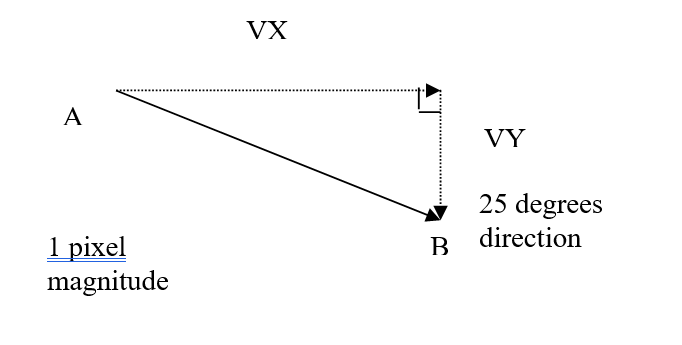 VX
A
VY
25 degrees
direction
B
1 pixel
magnitude